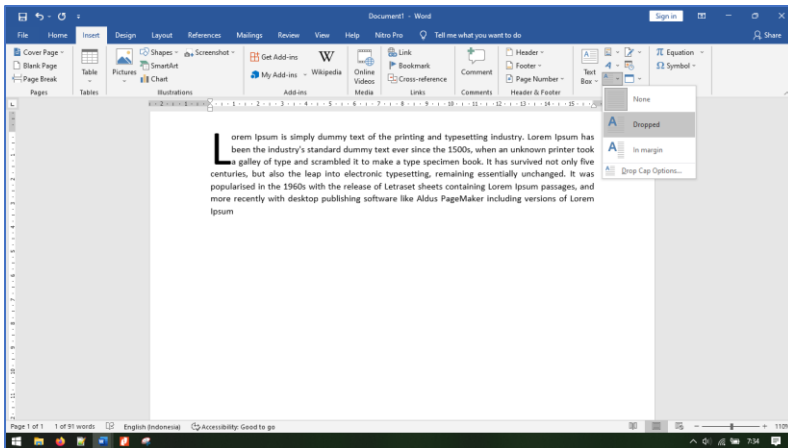 Document1 - Word
Sign in
File Home Insert Design Layout References Mailings Review View Help Nitro Pro Tell me what you want to do
Share
Cover Page
Blank Page
Page Break
Pages
Table
Tables
Pictures
Shapes
SmartArt
Chart
Screenshot
Illustrations
Get Add-ins
My Add-ins
Wikipedia
Add-ins
Online
Videos
Media
Link
Bookmark
Cross-reference
Links
Comment
Comments
Header
Footer
Page Number
Header & Footer
Text
Box
Equation
Symbol
None
Dropped
In margin
Drop Cap Options...
Lorem Ipsum is simply dummy text of the printing and typesetting industry. Lorem Ipsum has
been the industry's standard dummy text ever since the 1500s, when an unknown printer took
a galley of type and scrambled it to make a type specimen book. It has survived not only five
centuries, but also the leap into electronic typesetting, remaining essentially unchanged. It was
popularised in the 1960s with the release of Letraset sheets containing Lorem Ipsum passages, and
more recently with desktop publishing software like Aldus PageMaker including versions of Lorem
Ipsum
Page 1 of 1 1 of 91 words English (Indonesia) Accessibility: Good to go
110%
7:34